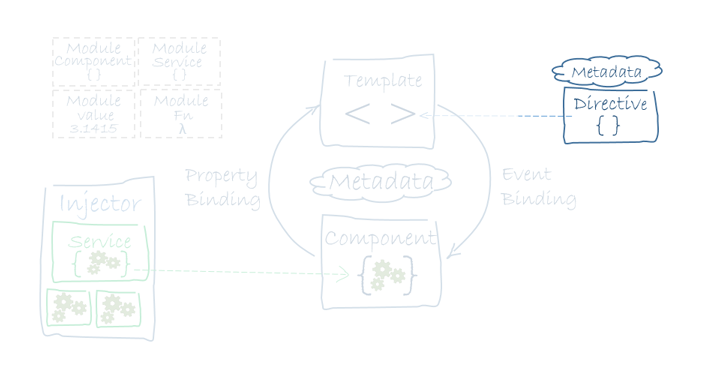 Module
Component
{ }
Module
Service
{ }
Module
value
3.1415
Module
Fn
λ
Template
< >
Metadata
Directive
{ }
Property
Binding
Metadata
Event
Binding
Injector
Service
{ }
Component
{ }